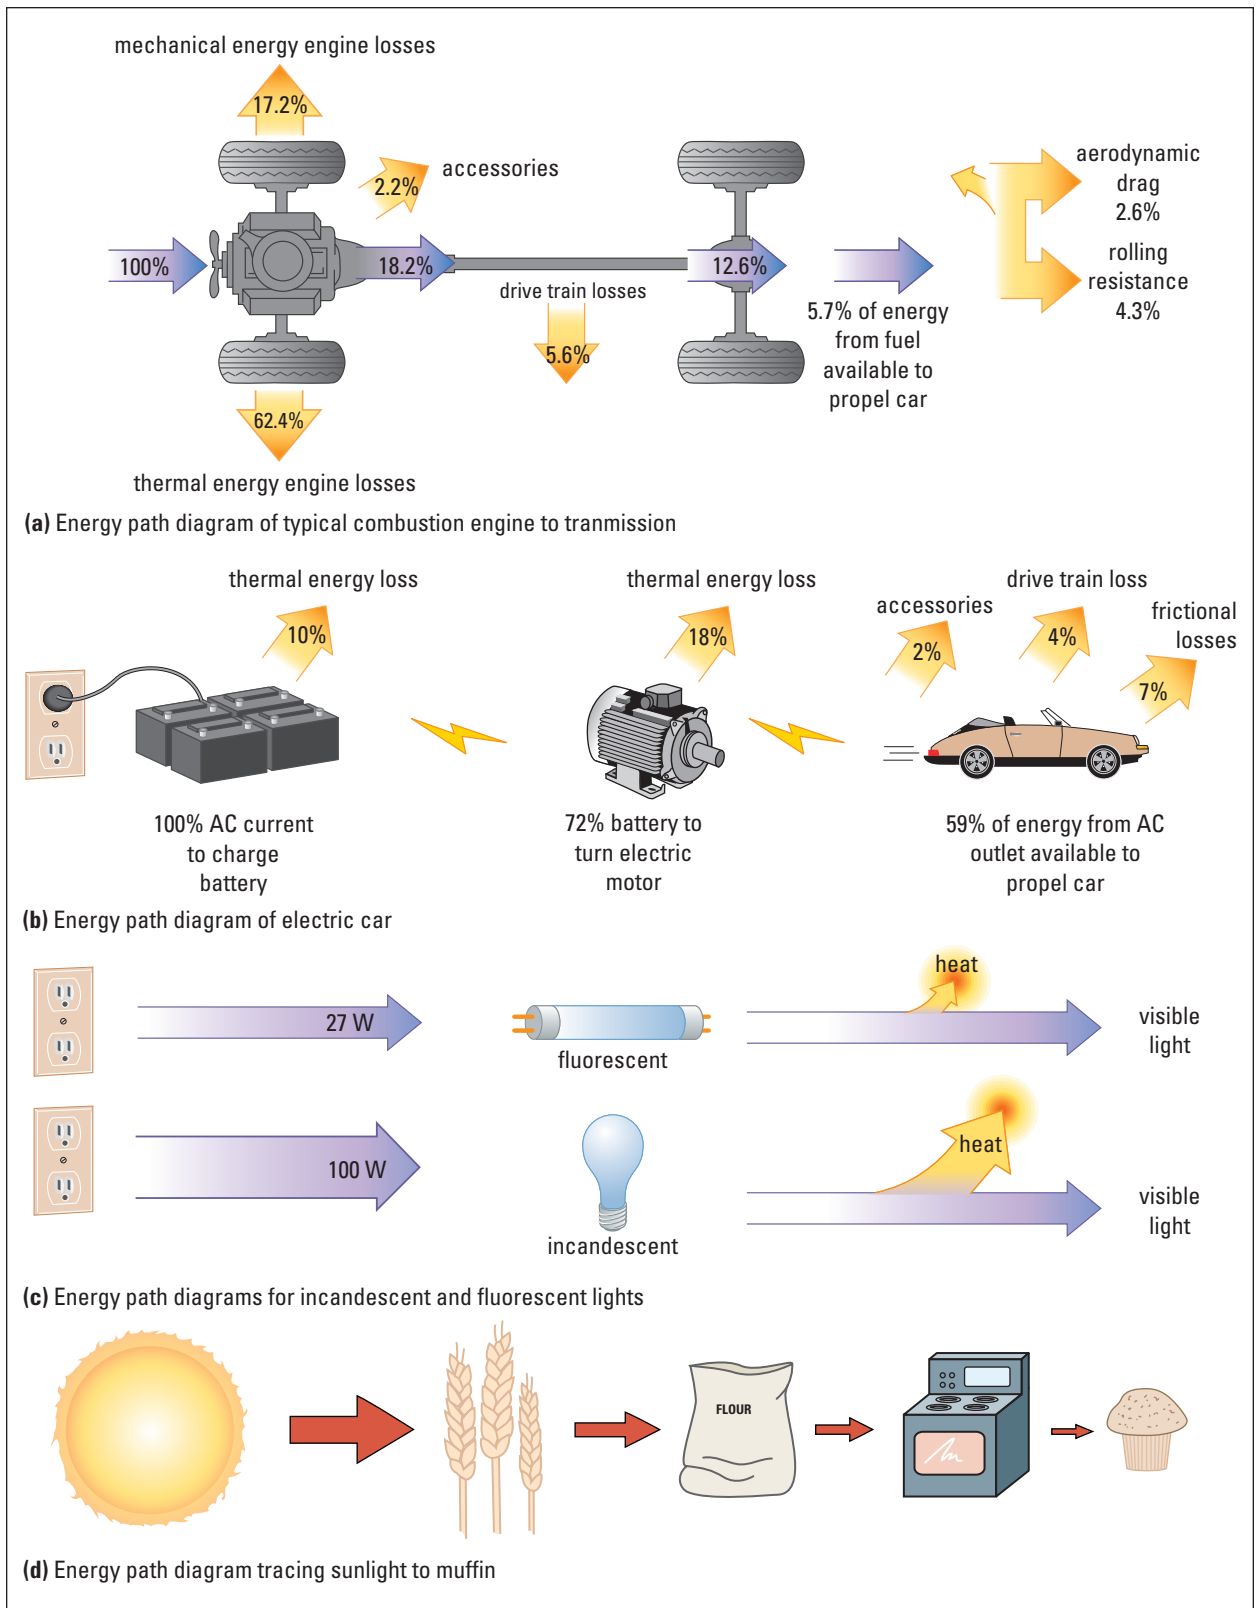 mechanical energy engine losses
17.2%
accessories
2.2%
100%
18.2%
drive train losses
5.6%
12.6%
5.7% of energy
from fuel
available to
propel car
aerodynamic
drag
2.6%
rolling
resistance
4.3%
62.4%
thermal energy engine losses
(a) Energy path diagram of typical combustion engine to tranmission
thermal energy loss
10%
thermal energy loss
18%
drive train loss
accessories
frictional
losses
2%
4%
7%
100% AC current
to charge
battery
72% battery to
turn electric
motor
59% of energy from AC
outlet available to
propel car
(b) Energy path diagram of electric car
27 W
fluorescent
heat
visible
light
100 W
incandescent
heat
visible
light
(c) Energy path diagrams for incandescent and fluorescent lights
FLOUR
(d) Energy path diagram tracing sunlight to muffin